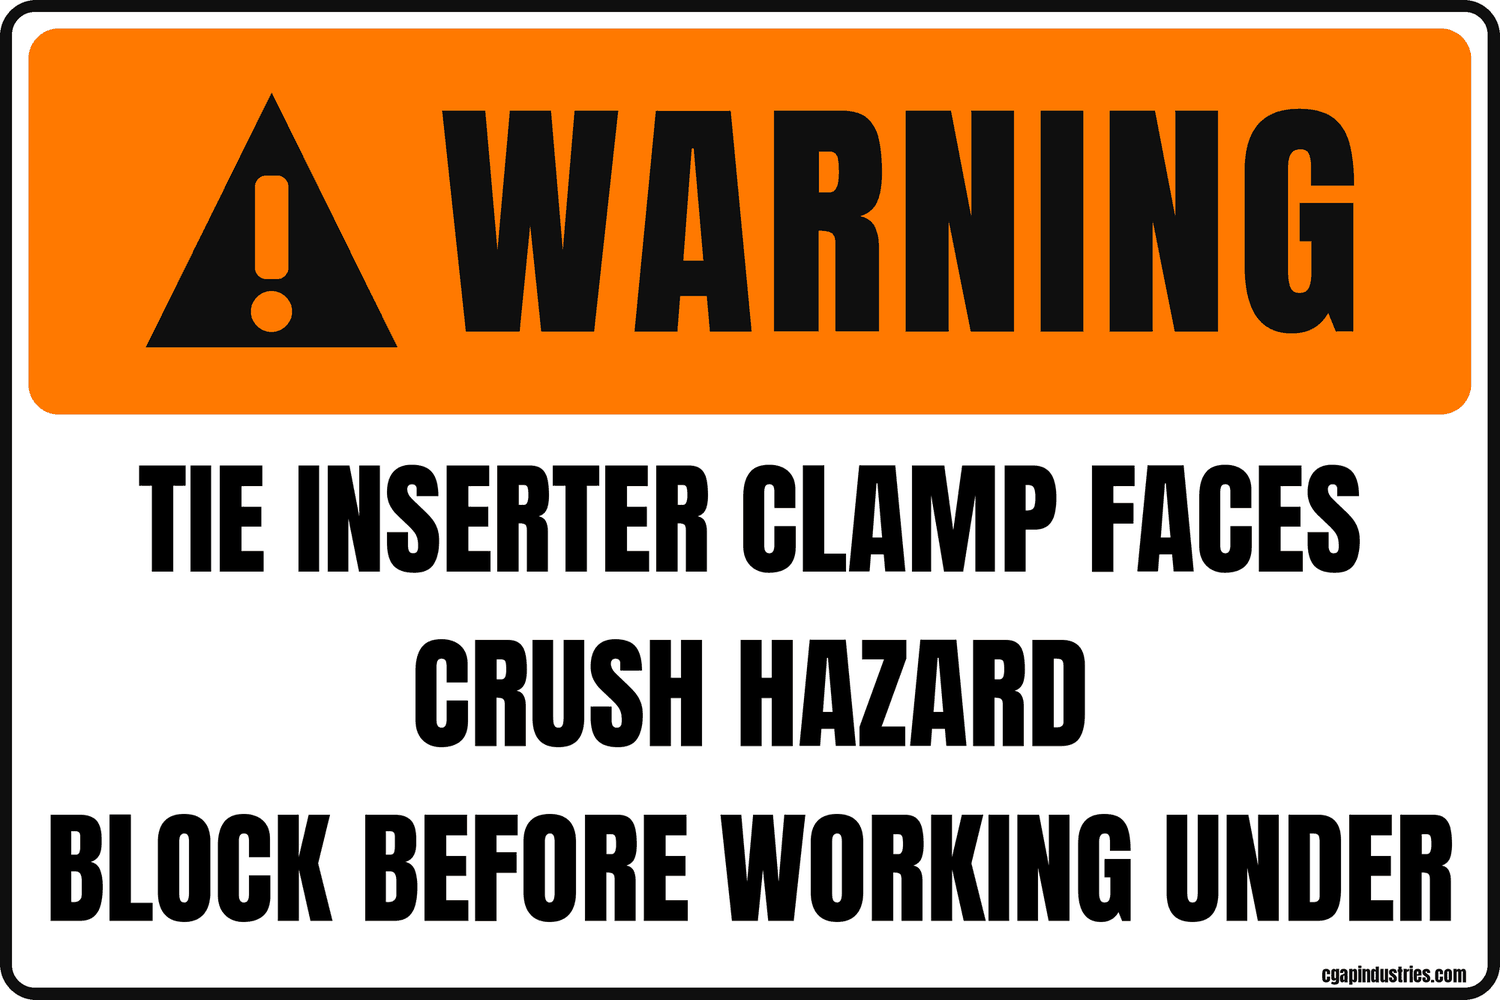 WARNING
TIE INSERTER CLAMP FACES
CRUSH HAZARD
BLOCK BEFORE WORKING UNDER
cgapindustries.com